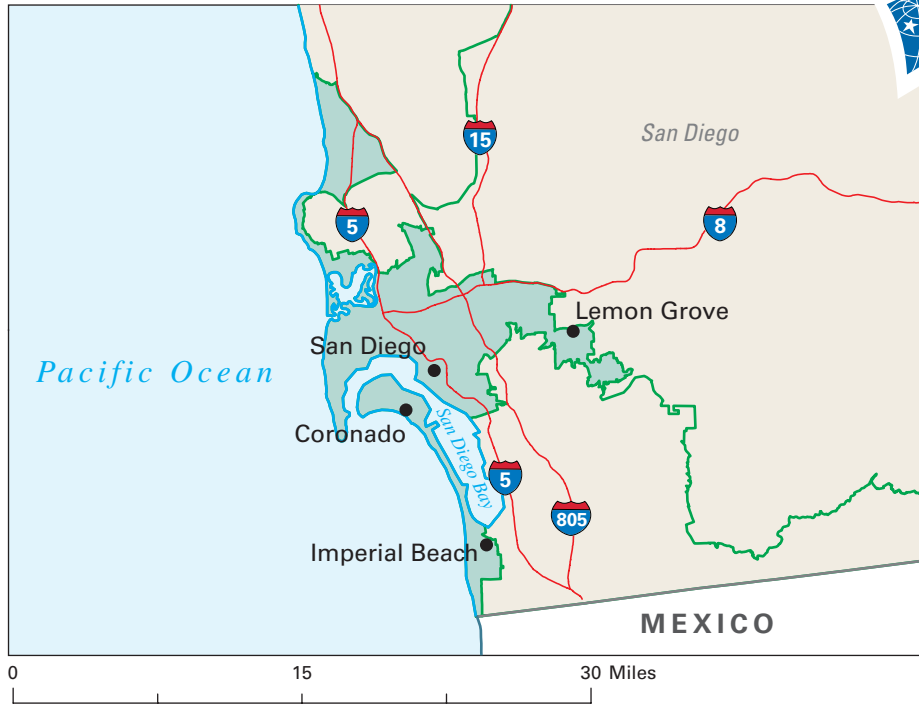 15
San Diego
5
8
Lemon Grove
San Diego
Pacific Ocean
Coronado
San Diego Bay
5
805
Imperial Beach
MEXICO
0 15 30 Miles